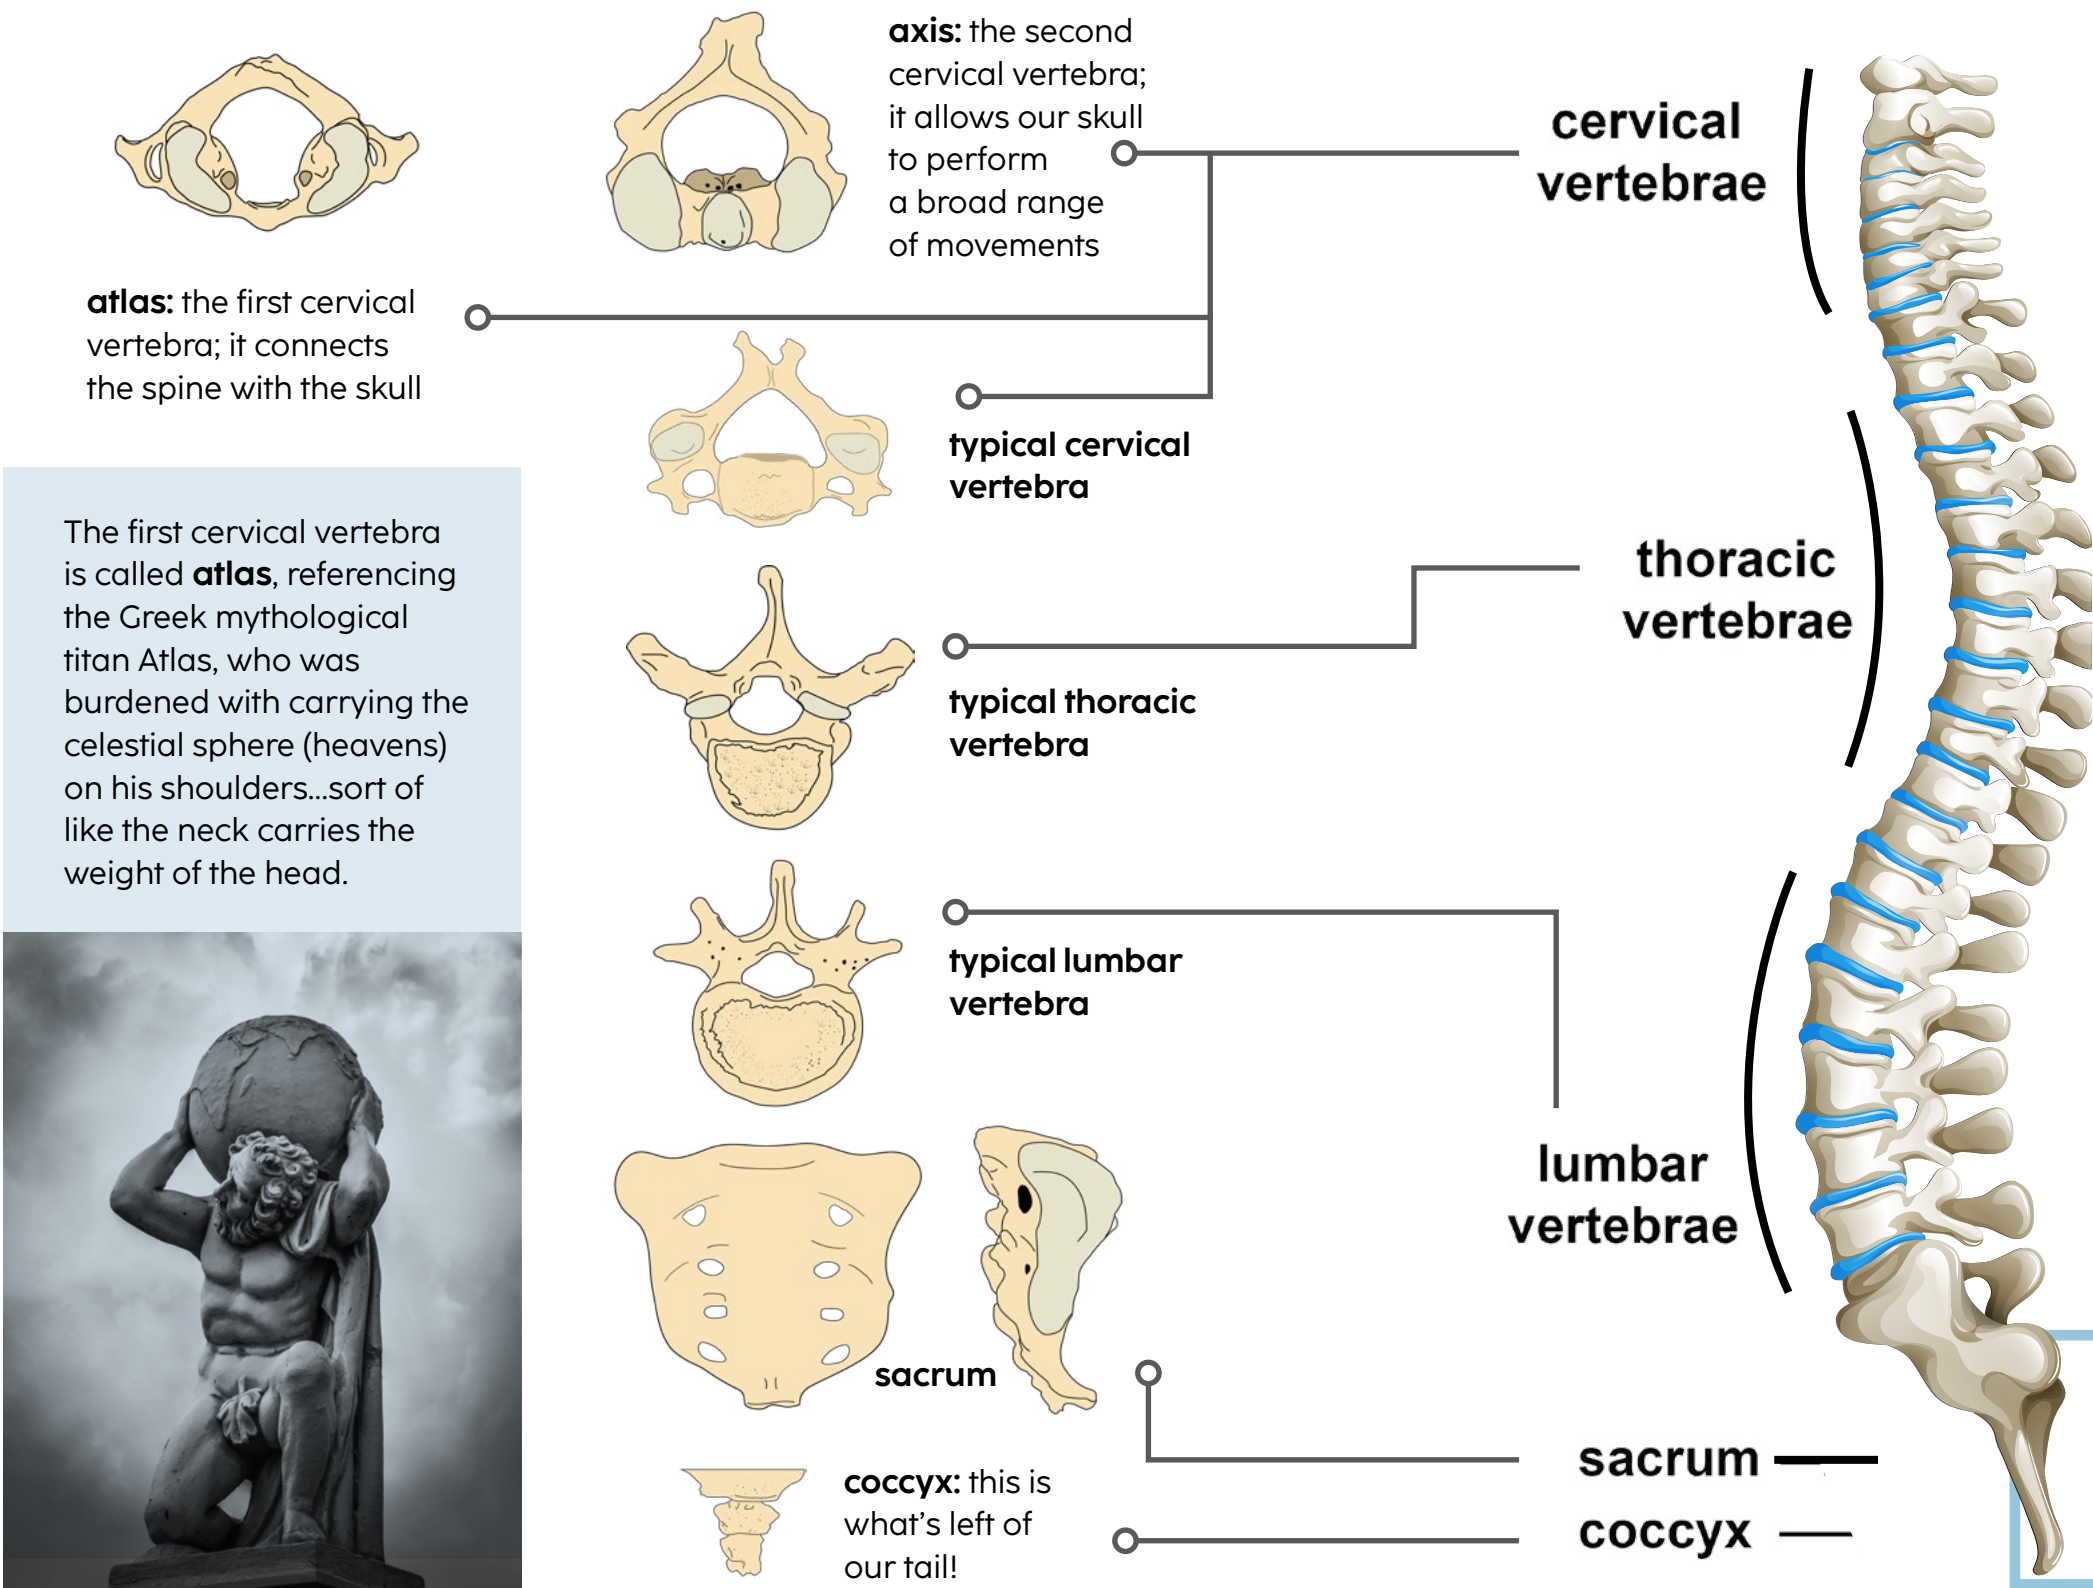 axis: the second
cervical vertebra;
it allows our skull
to perform
a broad range
of movements
atlas: the first cervical
vertebra; it connects
the spine with the skull
typical cervical
vertebra
The first cervical vertebra
is called atlas, referencing
the Greek mythological
titan Atlas, who was
burdened with carrying the
celestial sphere (heavens)
on his shoulders...sort of
like the neck carries the
weight of the head.
typical thoracic
vertebra
typical lumbar
vertebra
sacrum
coccyx: this is
what's left of
our tail!
cervical
vertebrae
thoracic
vertebrae
lumbar
vertebrae
sacrum
coccyx